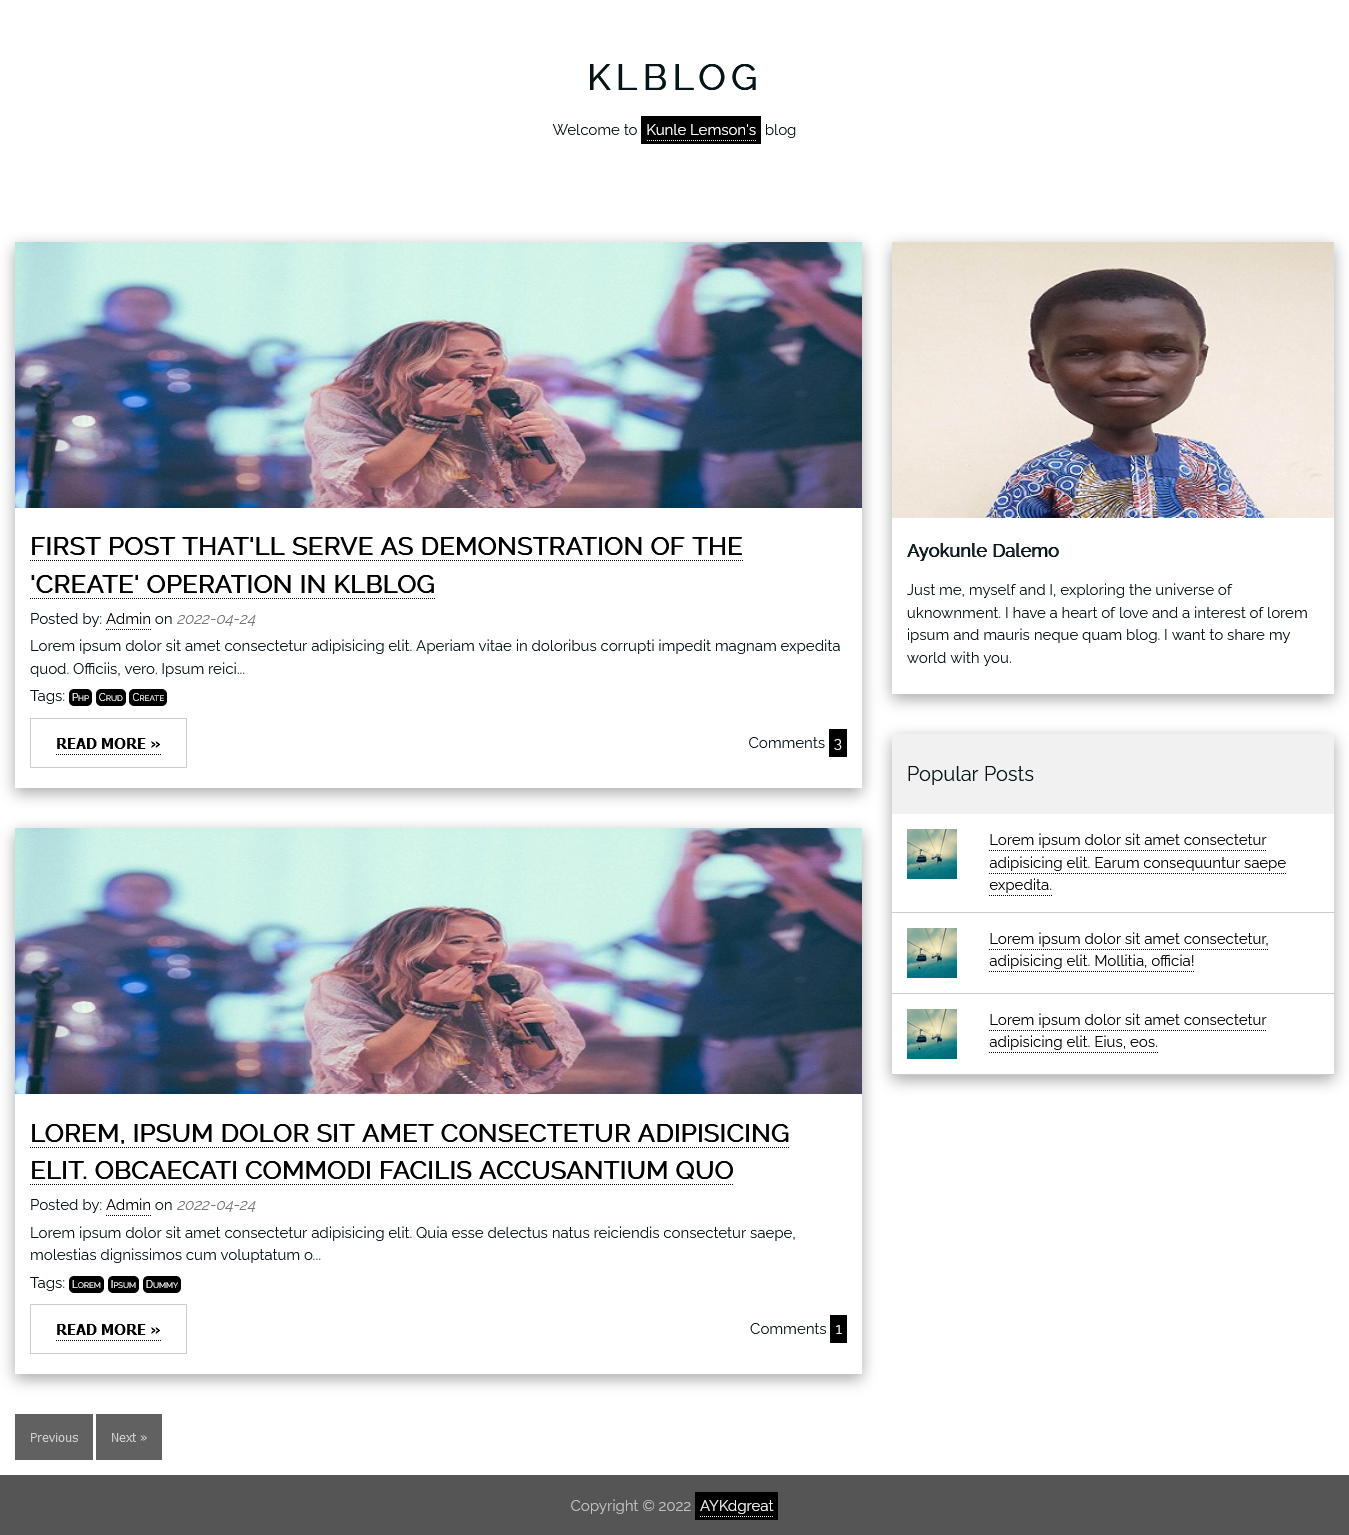 KLBLOG
Welcome to Kunle Lemson's blog
FIRST POST THAT'LL SERVE AS DEMONSTRATION OF THE
'CREATE' OPERATION IN KLBLOG
Posted by: Admin on 2022-04-24
Lorem ipsum dolor sit amet consectetur adipisicing elit. Aperiam vitae in doloribus corrupti impedit magnam expedita
quod. Officiis, vero. Ipsum reici...
Tags: Php Crud Create
READ MORE »
Comments 3
LOREM, IPSUM DOLOR SIT AMET CONSECTETUR ADIPISICING
ELIT. OBCAECATI COMMODI FACILIS ACCUSANTIUM QUO
Posted by: Admin on 2022-04-24
Lorem ipsum dolor sit amet consectetur adipisicing elit. Quia esse delectus natus reiciendis consectetur saepe,
molestias dignissimos cum voluptatum o...
Tags: Lorem Ipsum Dummy
READ MORE »
Comments 1
Previous
Next »
Ayokunle Dalemo
Just me, myself and I, exploring the universe of
uknownment. I have a heart of love and a interest of lorem
ipsum and mauris neque quam blog. I want to share my
world with you.
Popular Posts
Lorem ipsum dolor sit amet consectetur
adipisicing elit. Earum consequuntur saepe
expedita.
Lorem ipsum dolor sit amet consectetur,
adipisicing elit. Mollitia, officia!
Lorem ipsum dolor sit amet consectetur
adipisicing elit. Eius, eos.
Copyright © 2022 AYKdgreat